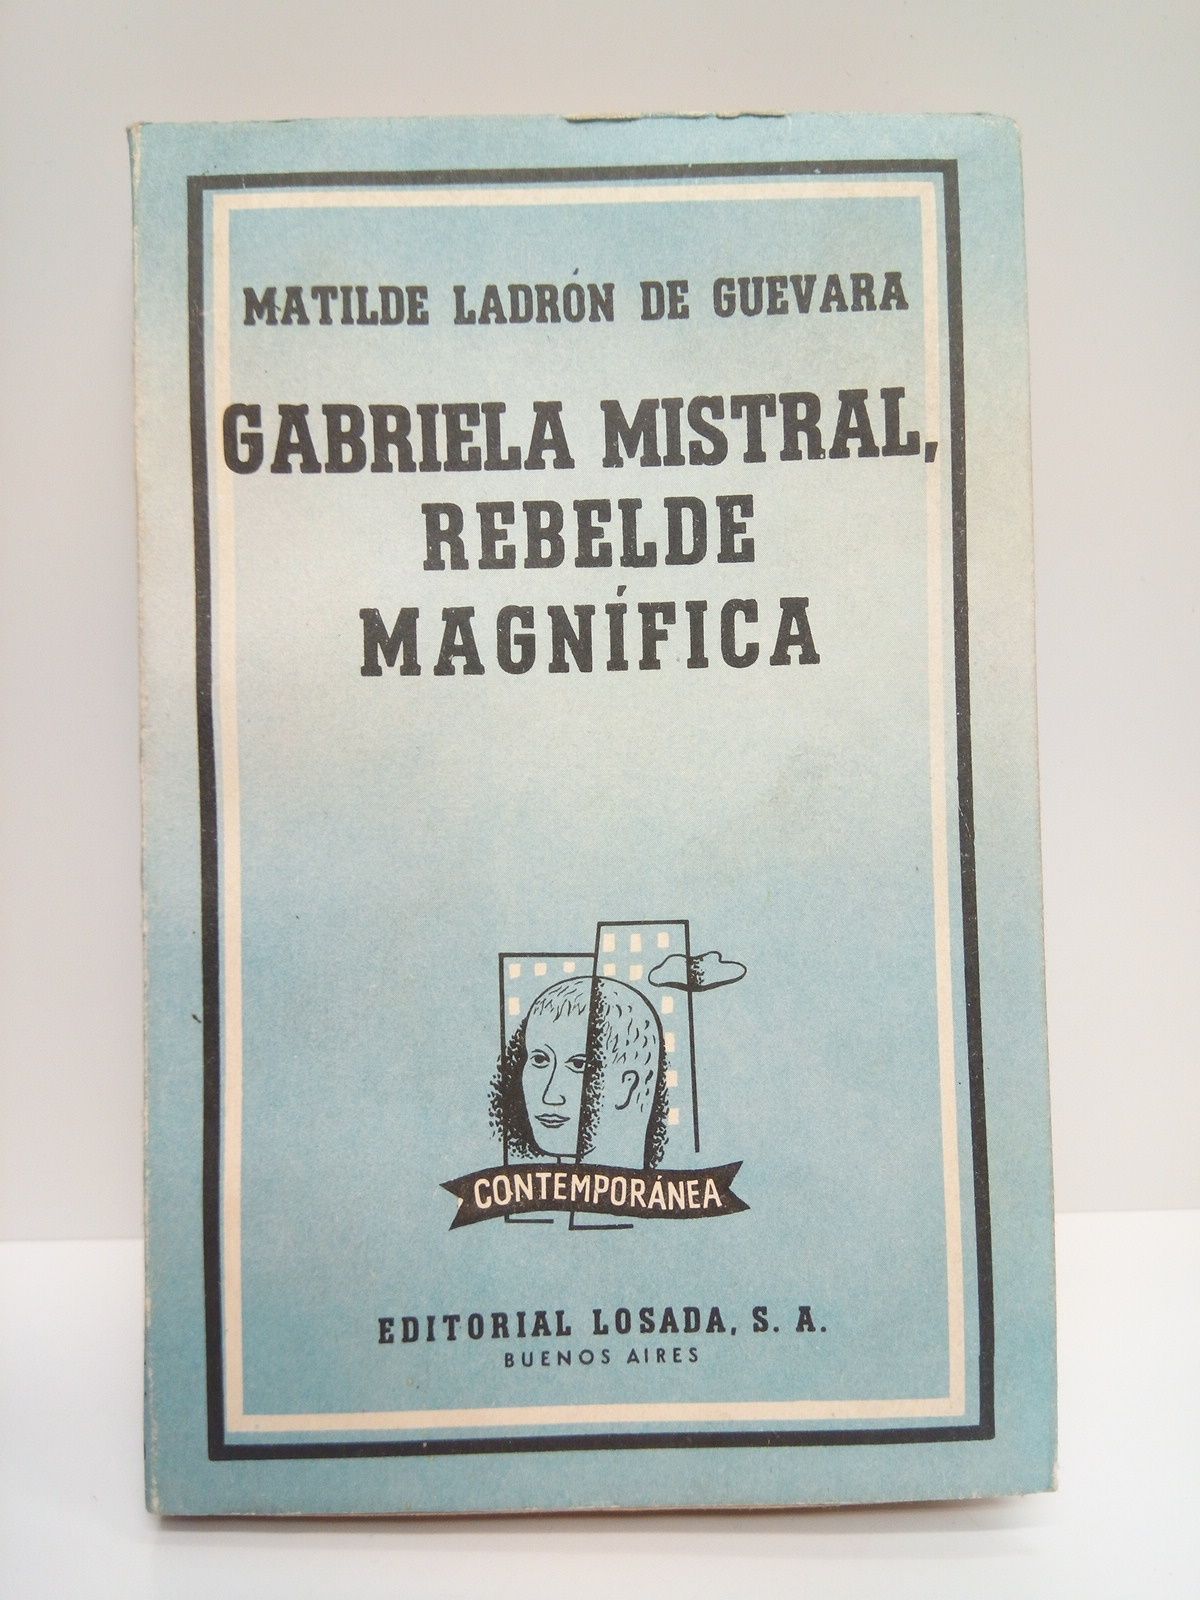 MATILDE LADRÓN DE GUEVARA
GABRIELA MISTRAL,
REBELDE
MAGNÍFICA
CONTEMPORÁNEA
EDITORIAL LOSADA, S. A.
BUENOS AIRES